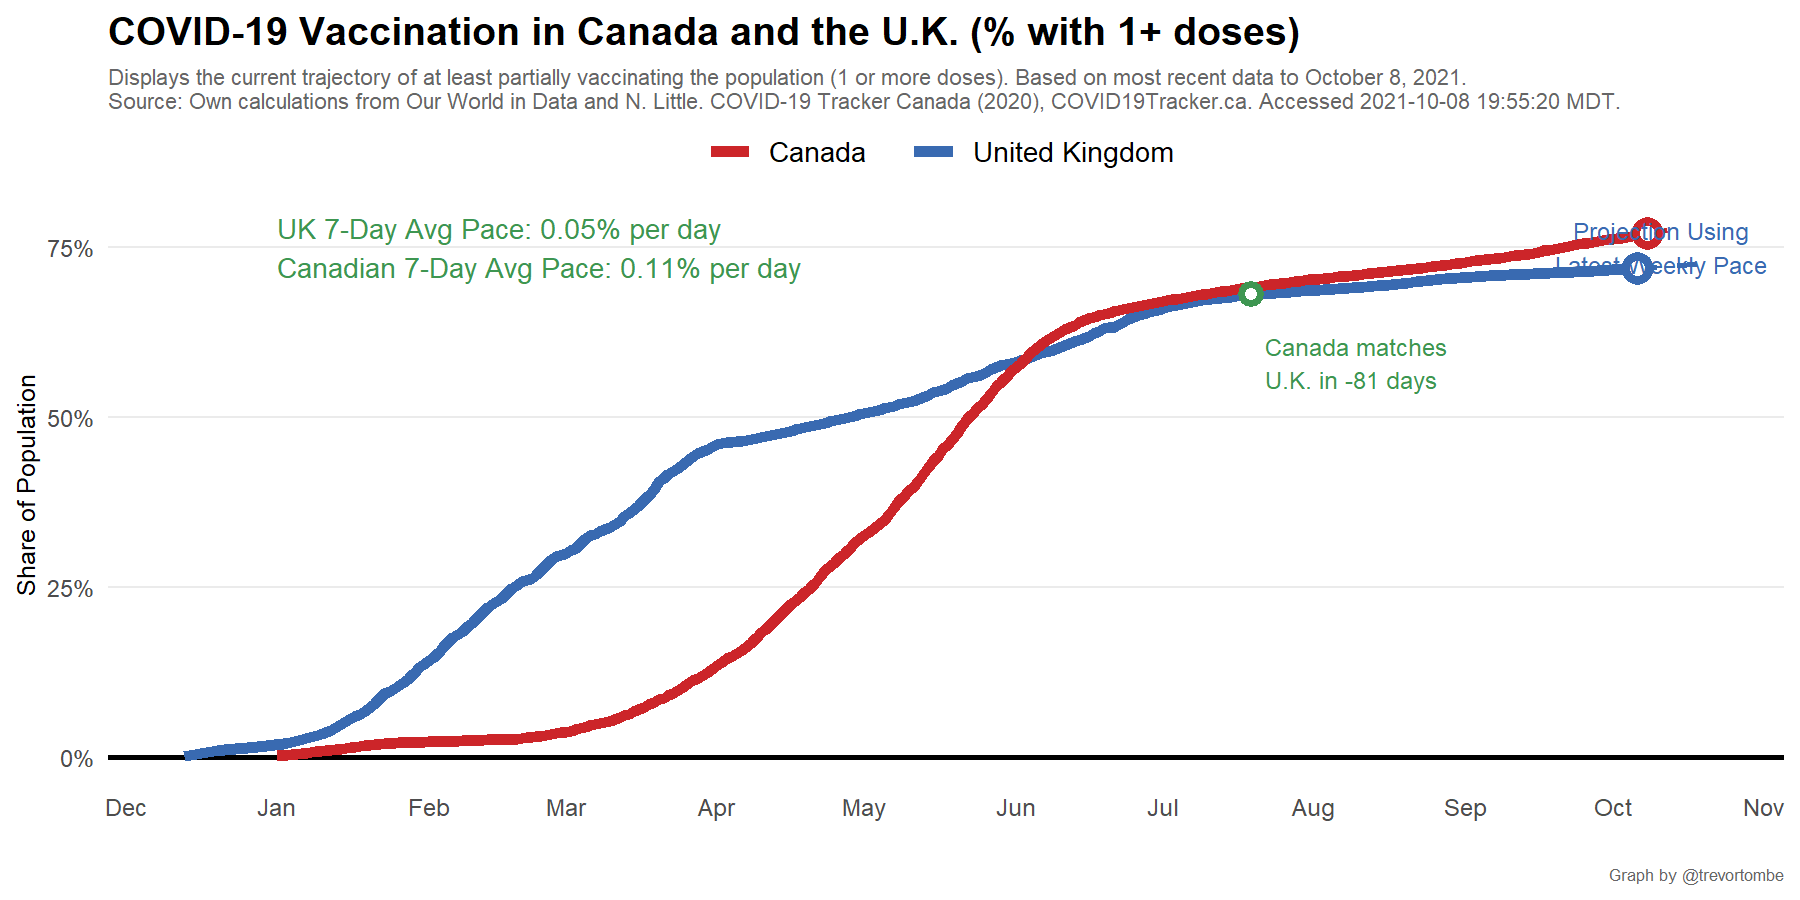 COVID-19 Vaccination in Canada and the U.K. (% with 1+ doses)
Displays the current trajectory of at least partially vaccinating the population (1 or more doses). Based on most recent data to October 8, 2021.
Source: Own calculations from Our World in Data and N. Little. COVID-19 Tracker Canada (2020), COVID19Tracker.ca. Accessed 2021-10-08 19:55:20 MDT.
Canada United Kingdom
UK 7-Day Avg Pace: 0.05% per day
Canadian 7-Day Avg Pace: 0.11% per day
Projection Using
Latest Weekly Pace
Canada matches
U.K. in -81 days
Share of Population
75%
50%
25%
0%
Dec Jan Feb Mar Apr May Jun Jul Aug Sep Oct Nov
Graph by @trevortombe